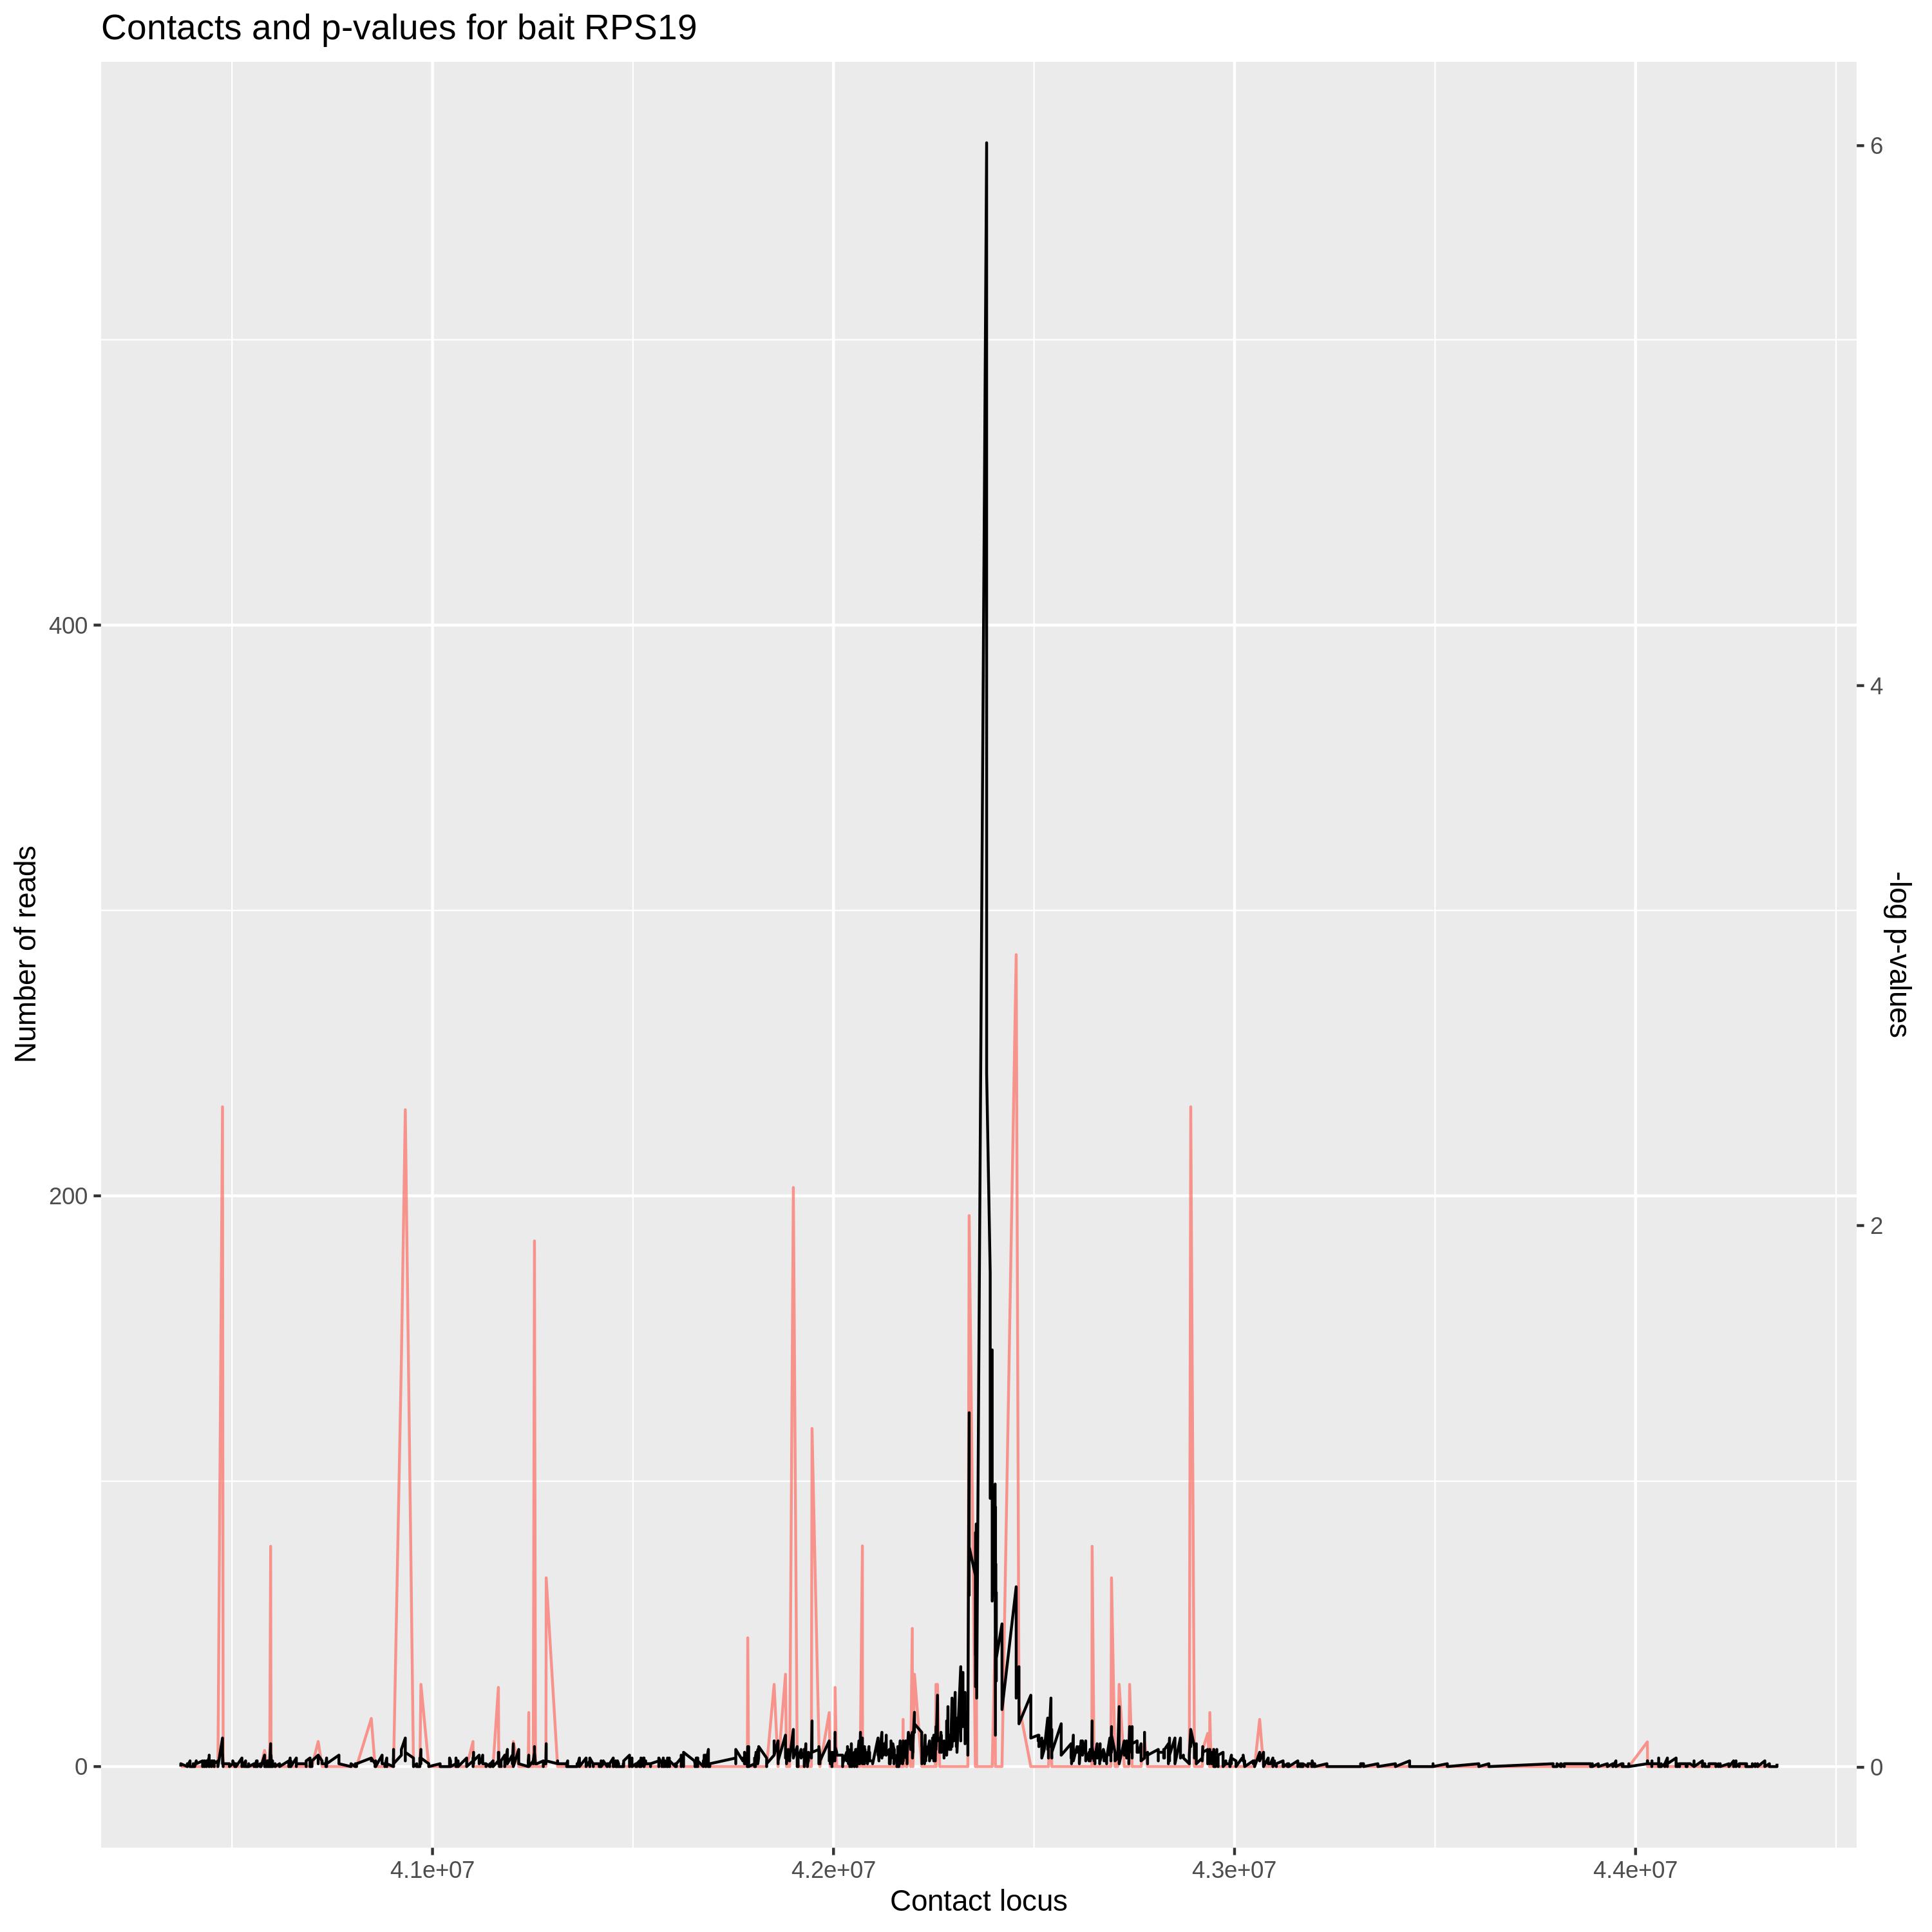 Contacts and p-values for bait RPS19
6
400
4
Number of reads
-log p-values
200
2
0
0
4.1e+07
4.2e+07
4.3e+07
4.4e+07
Contact locus